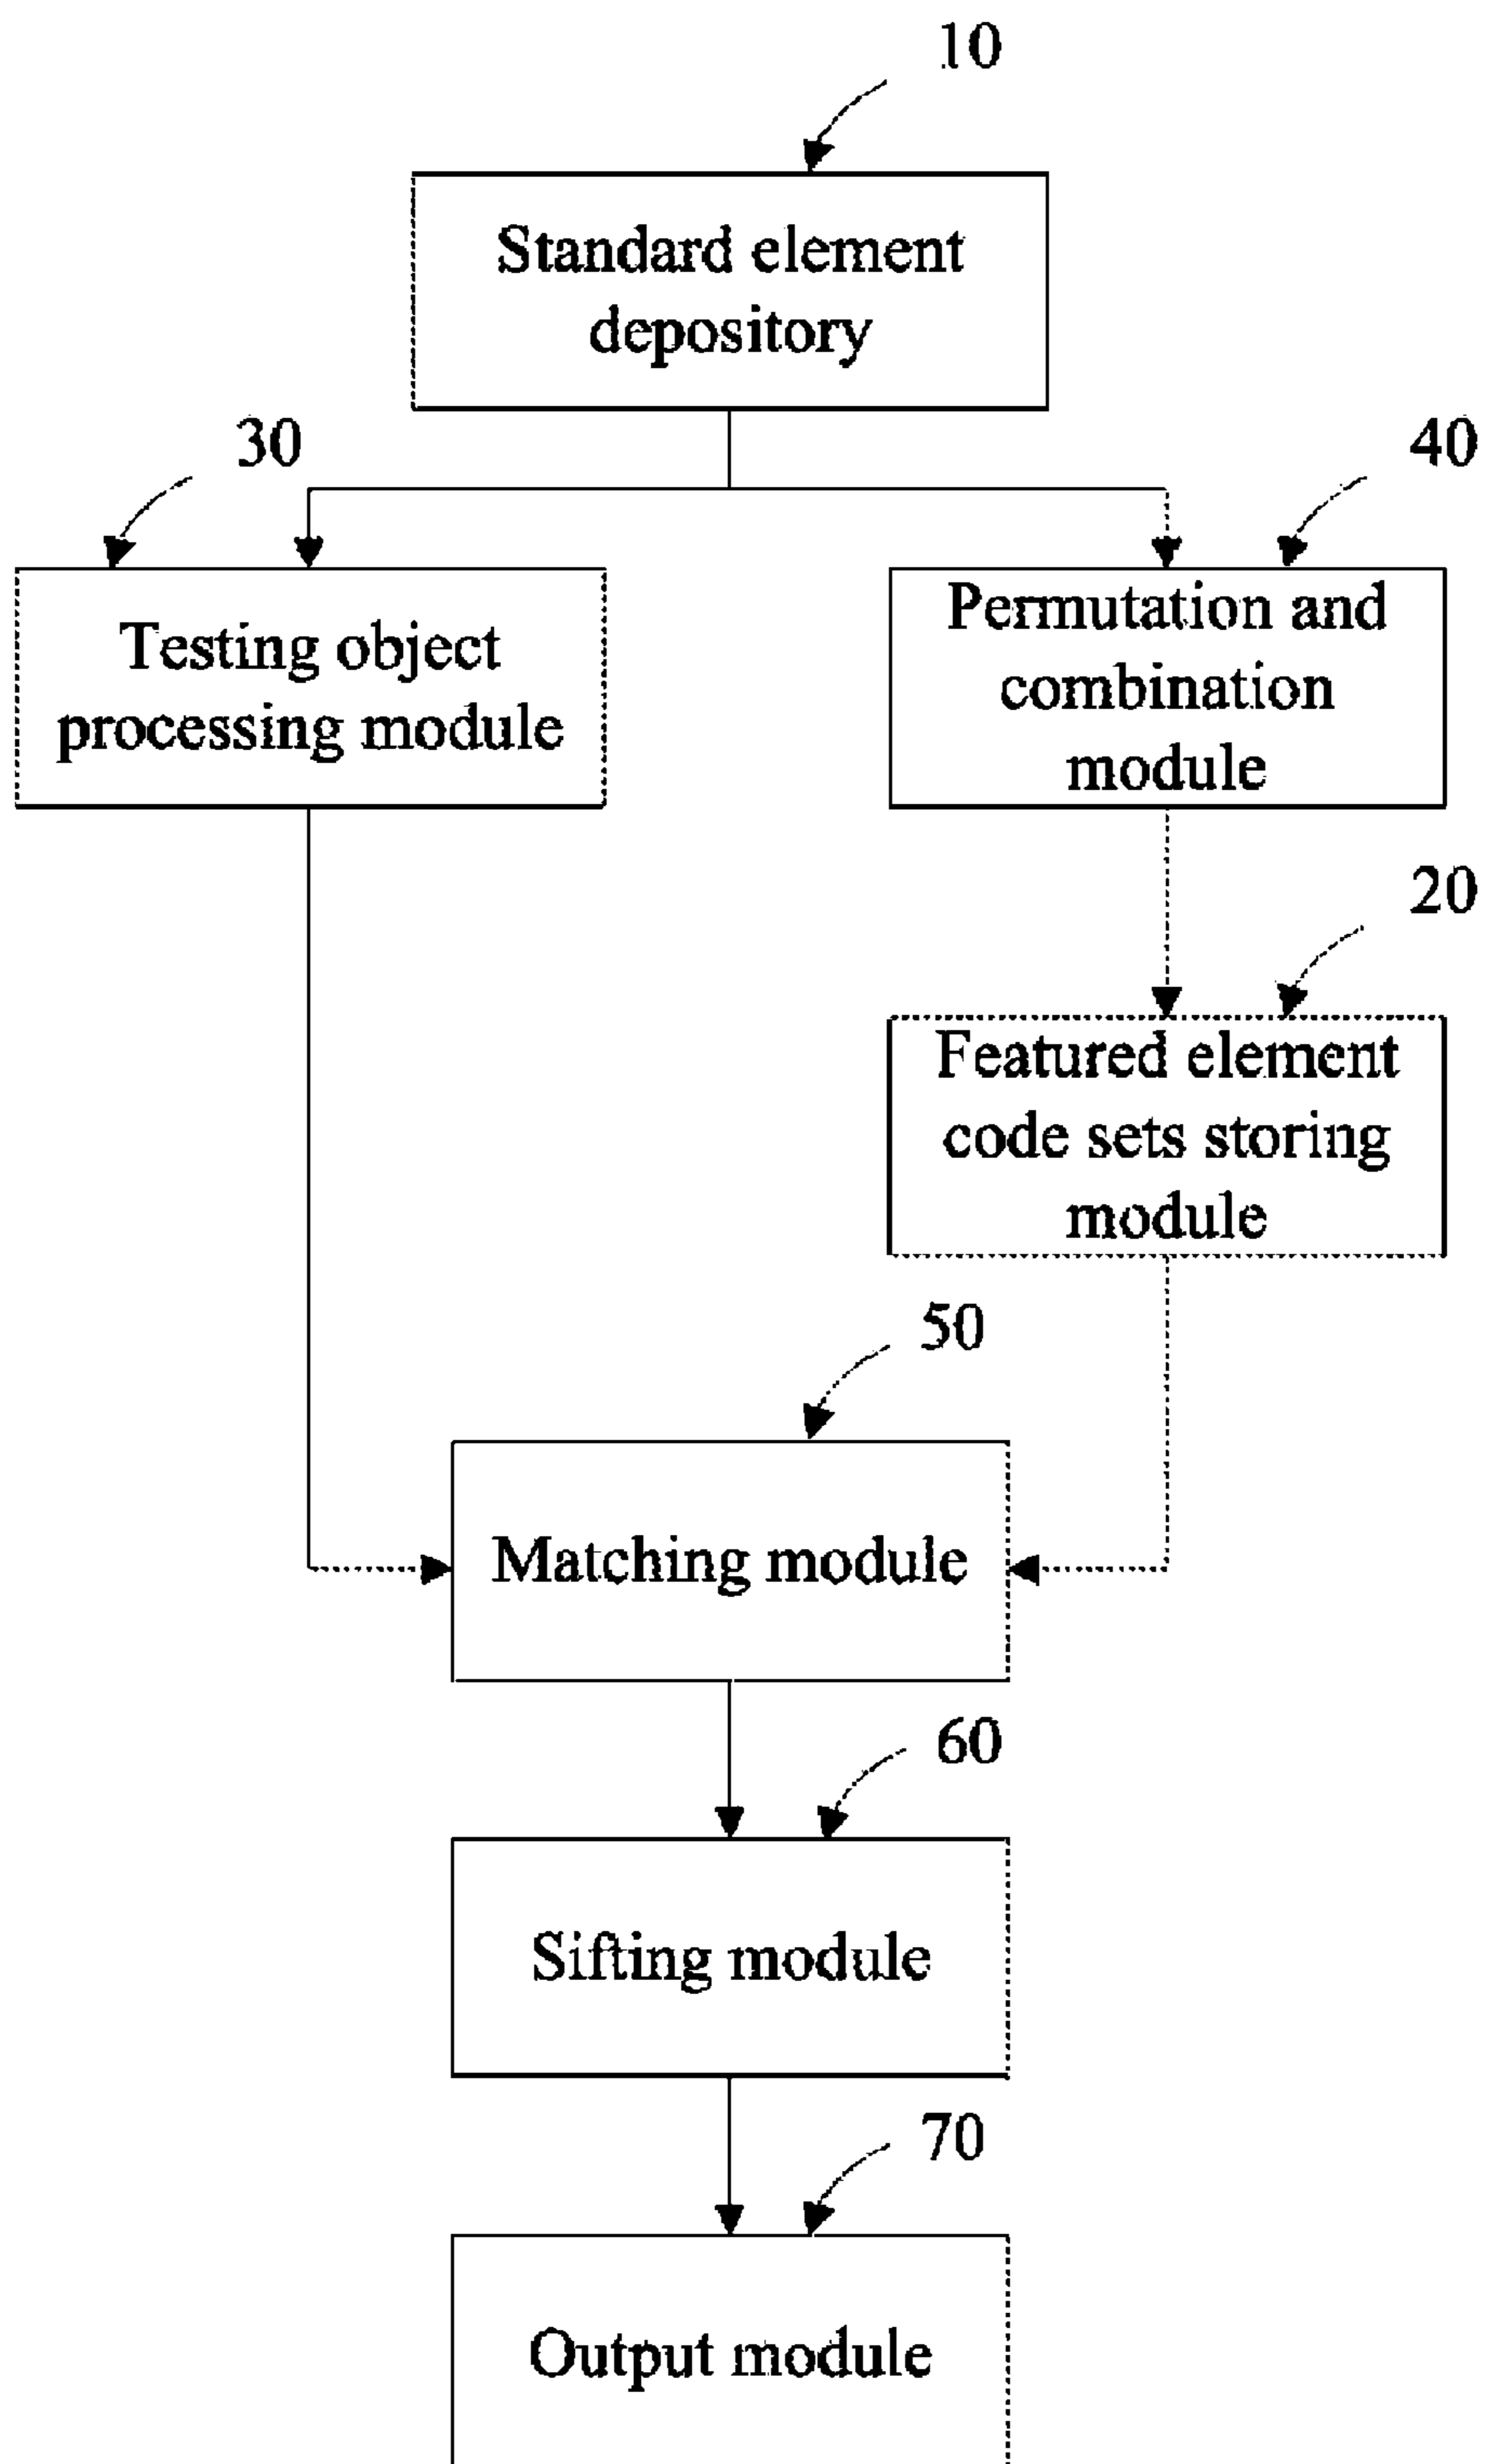 10
Standard element
depository
30
40
Testing object
processing module
Permutation and
combination
module
20
Featured element
code sets storing
module
50
Matching module
60
Sifting module
70
Output module